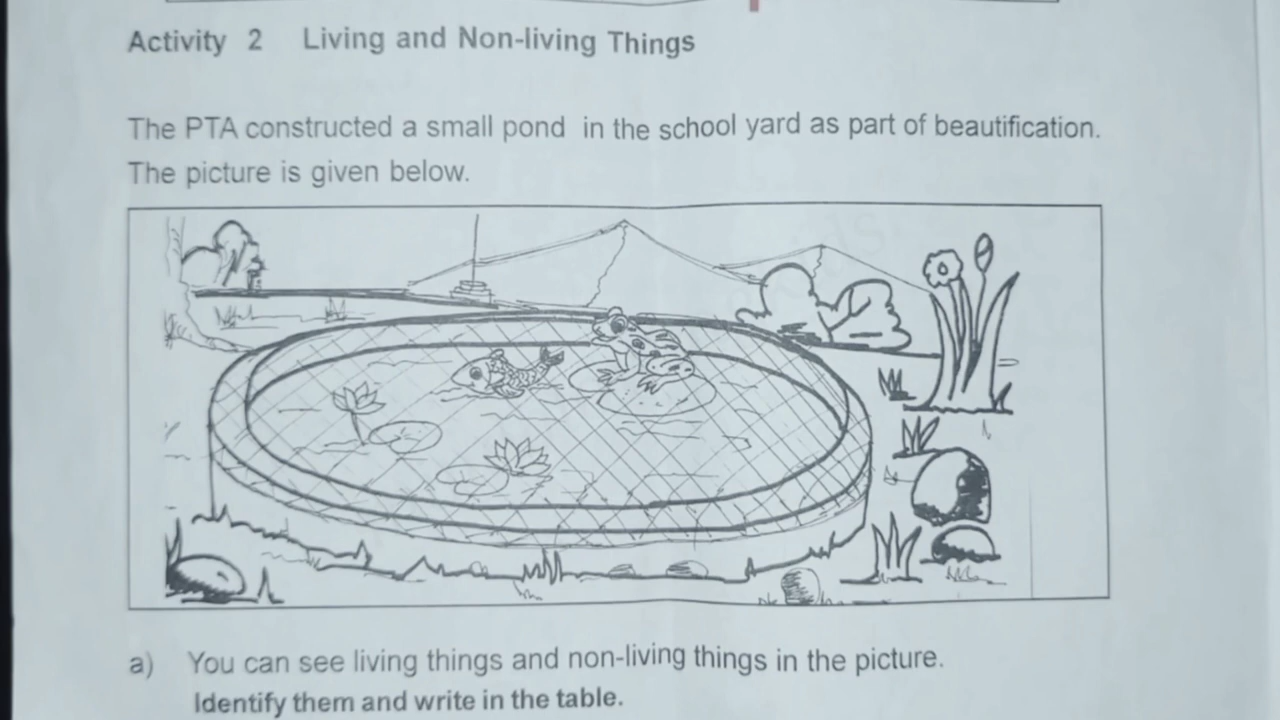 Activity 2 Living and Non-living Things
The PTA constructed a small pond in the school yard as part of beautification.
The picture is given below.
a) You can see living things and non-living things in the picture.
Identify them and write in the table.